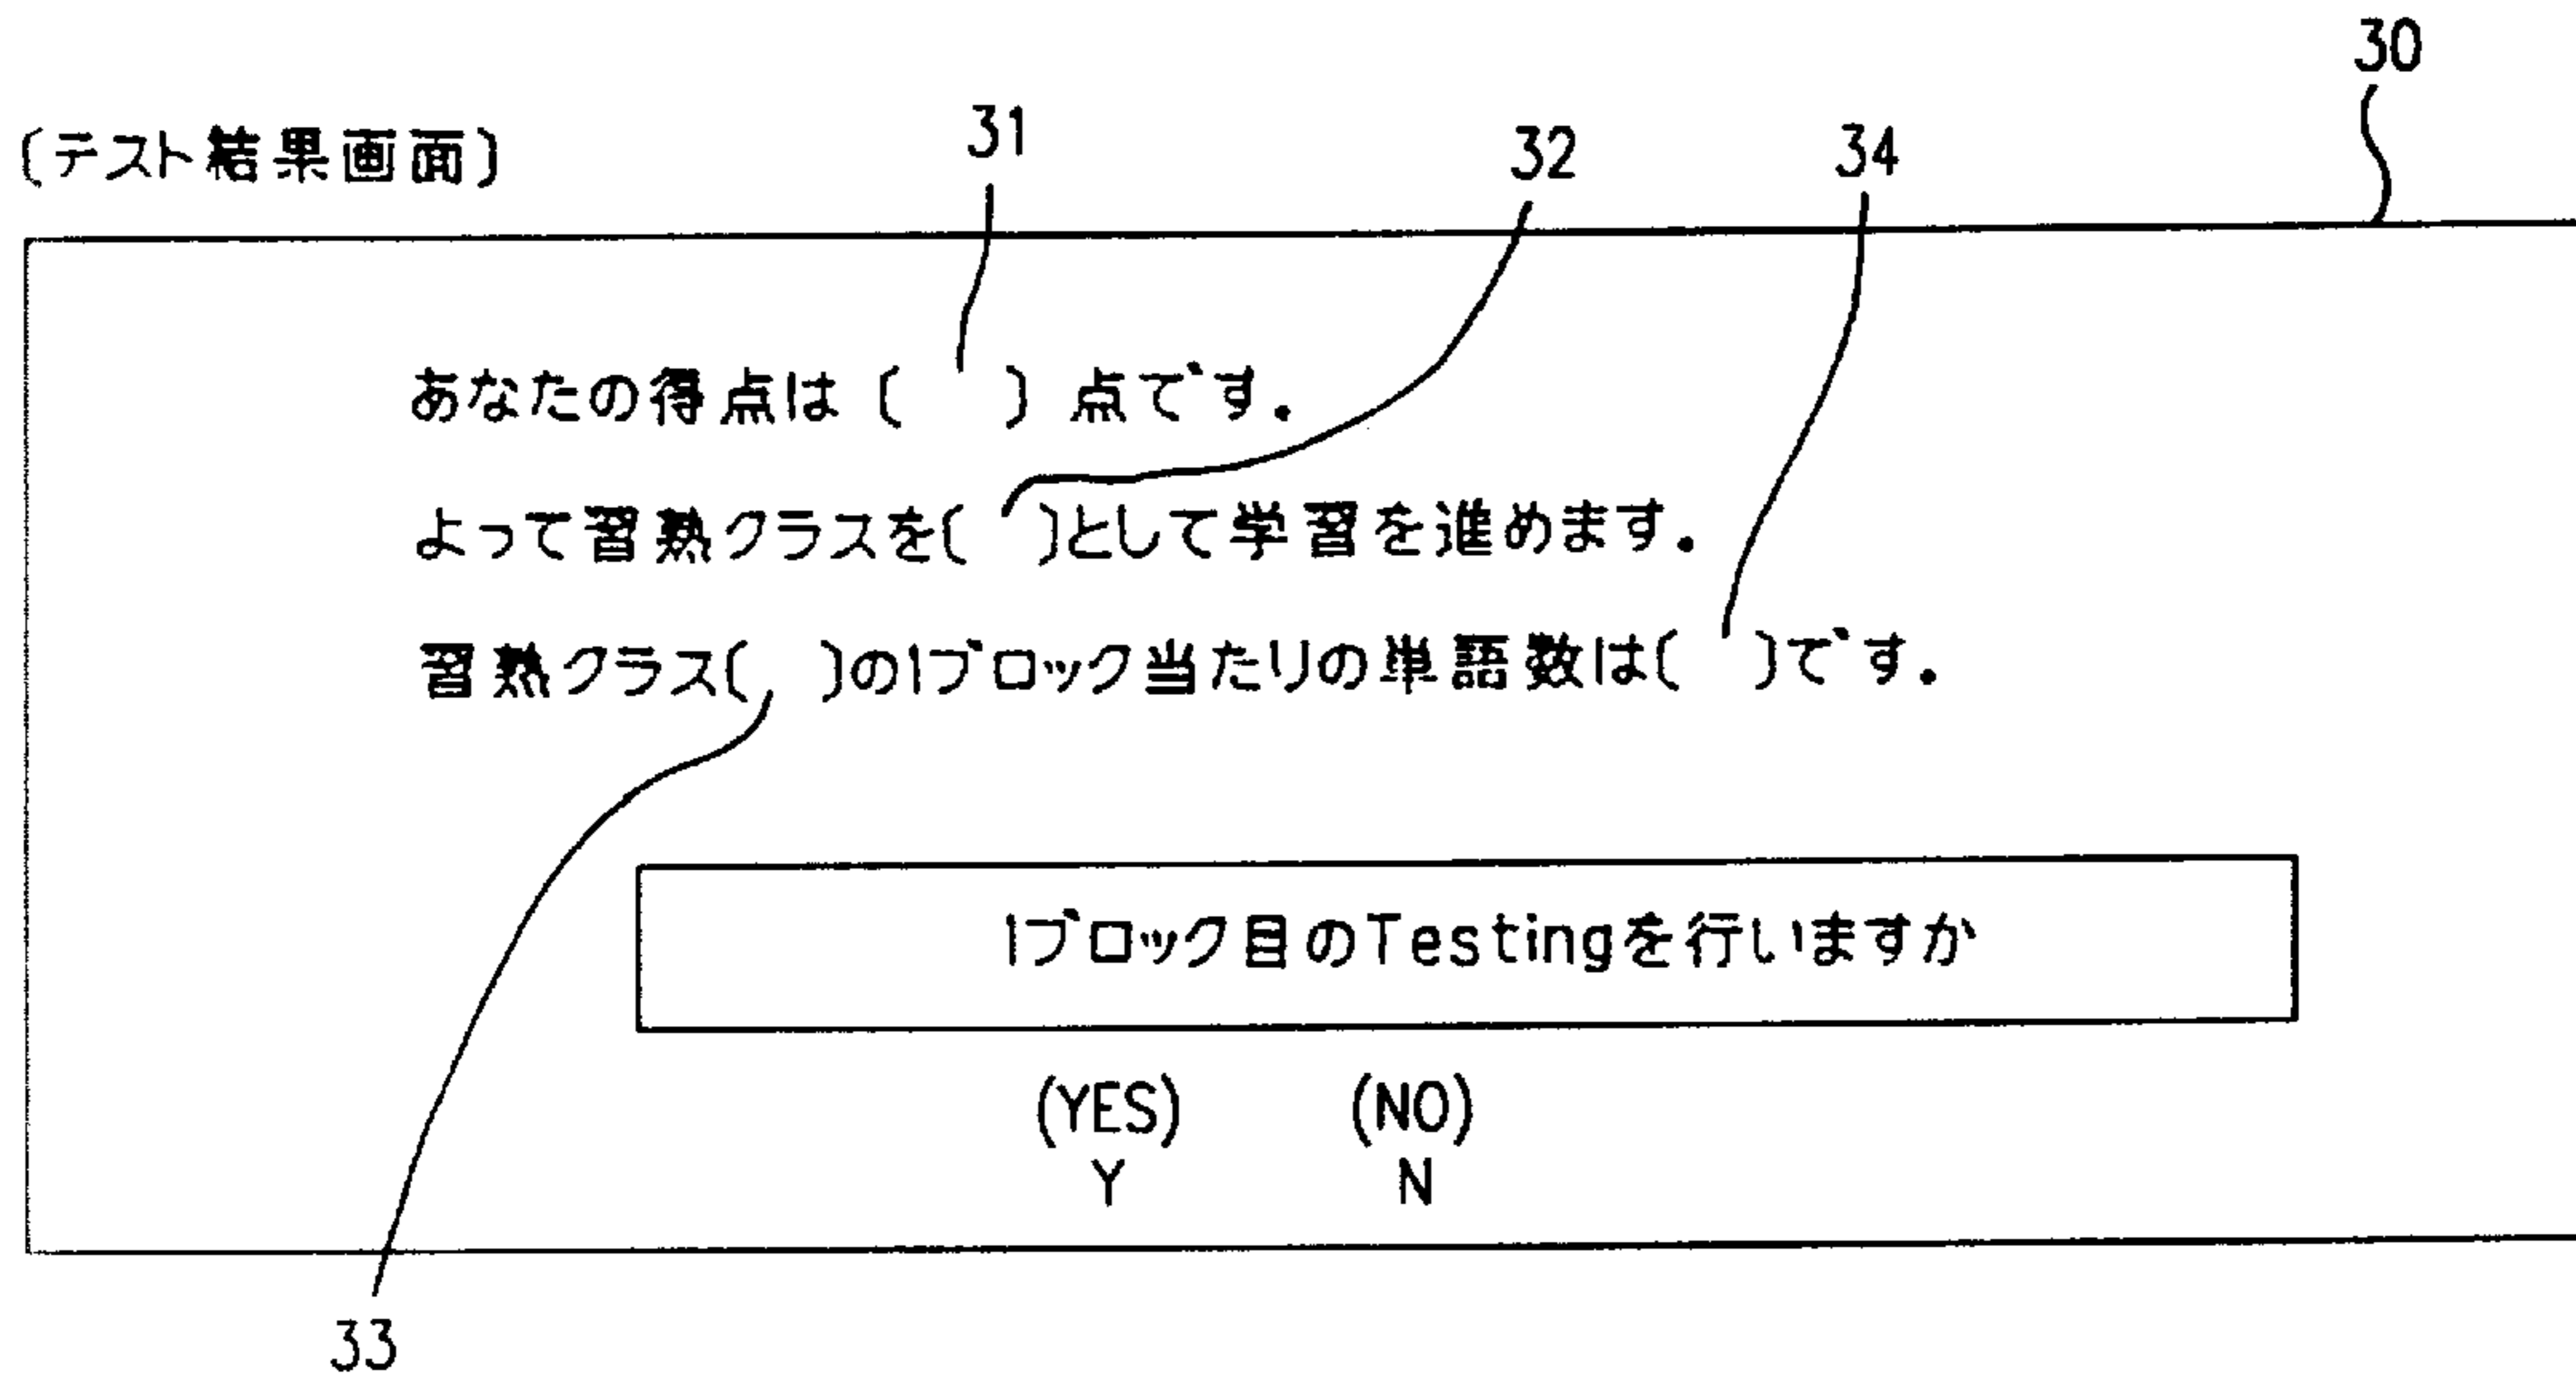 30
31
32
34
〔テスト結果画面〕
あなたの得点は〔　〕点です.
よって習熟クラスを〔　〕として学習を進めます.
習熟クラス〔　〕の1ブロック当たりの単語数は〔　〕です.
1ブロック目のTestingを行いますか
(YES)　(NO)
Y　N
33